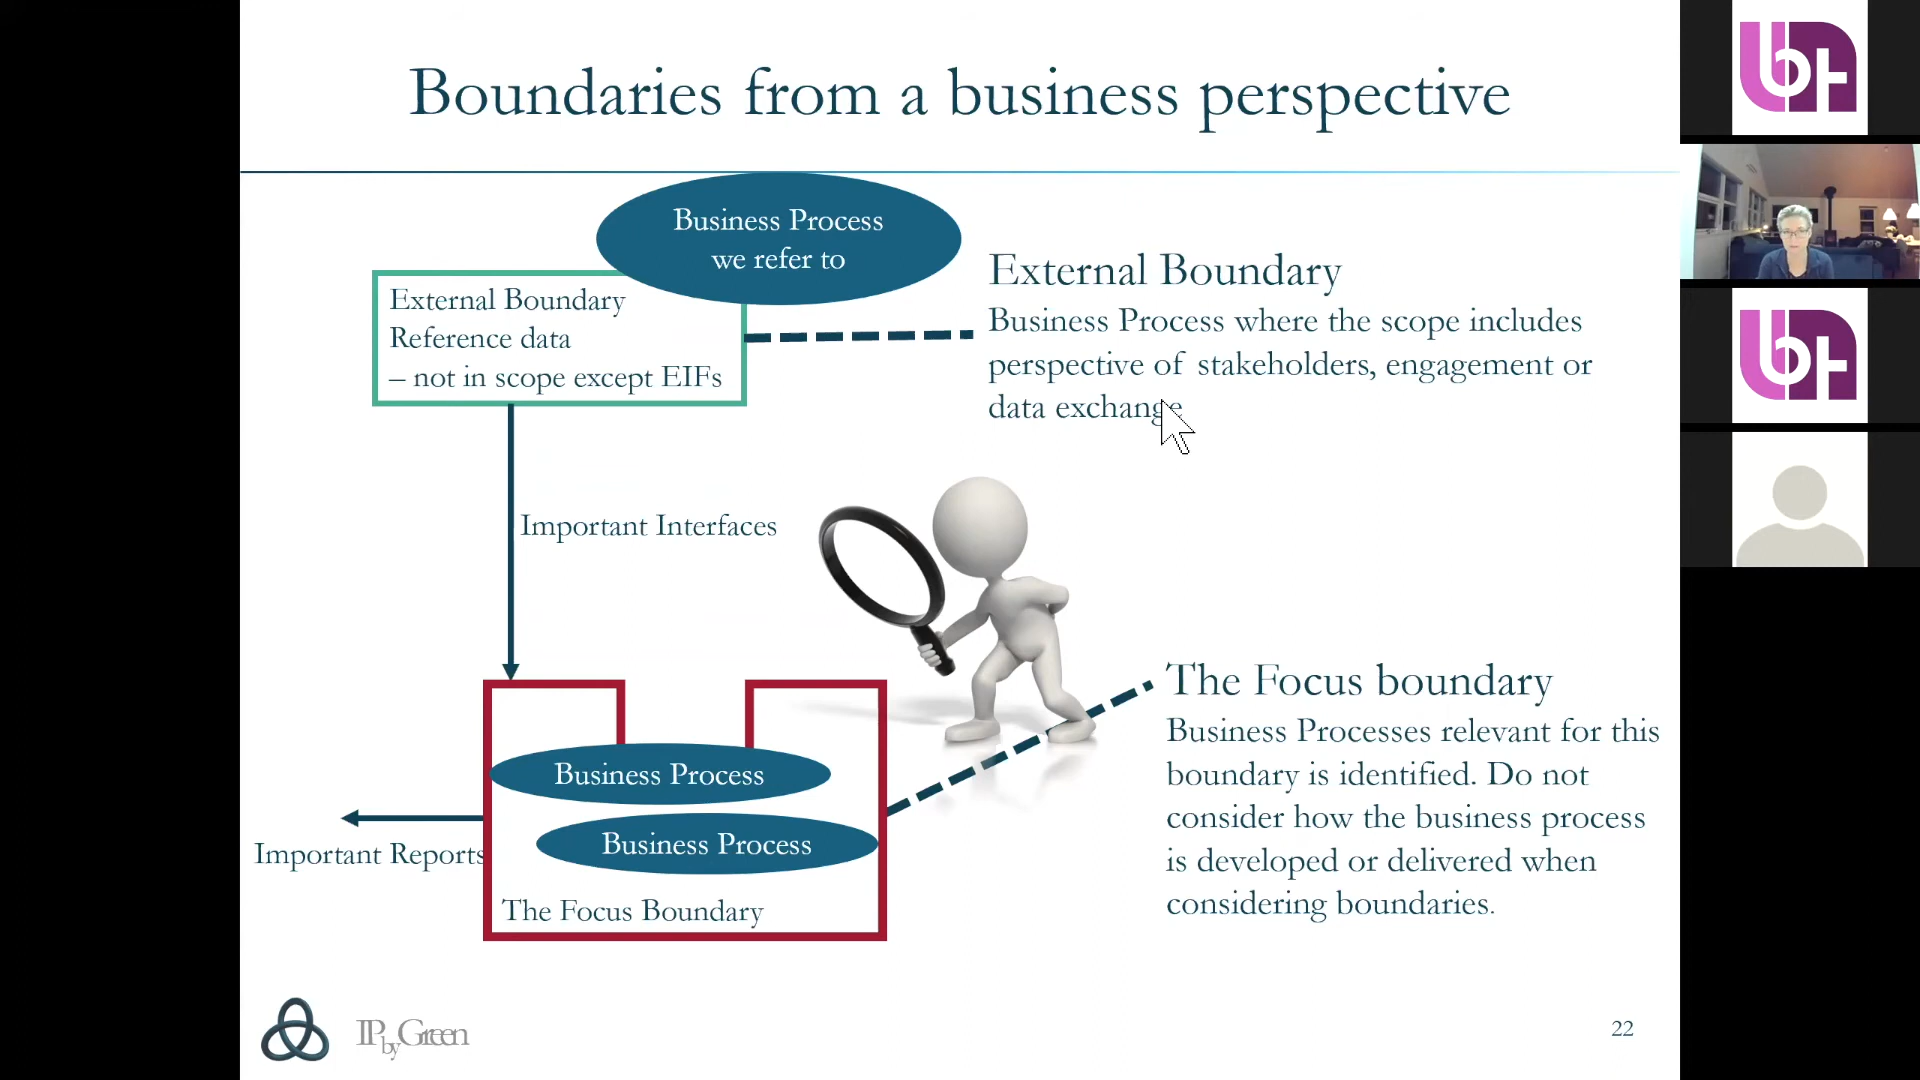 Boundaries from a business perspective
Business Process
we refer to
External Boundary
Reference data
– not in scope except EIFs
External Boundary
Business Process where the scope includes
perspective of stakeholders, engagement or
data exchange
Important Interfaces
The Focus boundary
Business Processes relevant for this
boundary is identified. Do not
consider how the business process
is developed or delivered when
considering boundaries.
Business Process
Business Process
Important Reports
The Focus Boundary
IPbyGreen
22